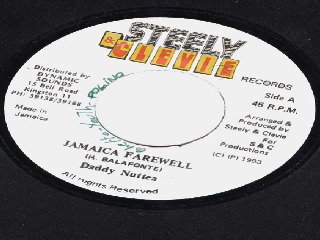 STEELY
& CLEVIE
RECORDS
Distributed by
DYNAMIC
SOUNDS
15 Bell Road
Kingston 11
PH: 39138/39168
Made in
Jamaica
Side A
45 R.P.M.
Arranged &
Produced by
Steely & Clevie
For
S & C
Productions
(C) (P) 1993
JAMAICA FAREWELL
(H. BALAFONTE)
Daddy Nuttea
All rights Reserved